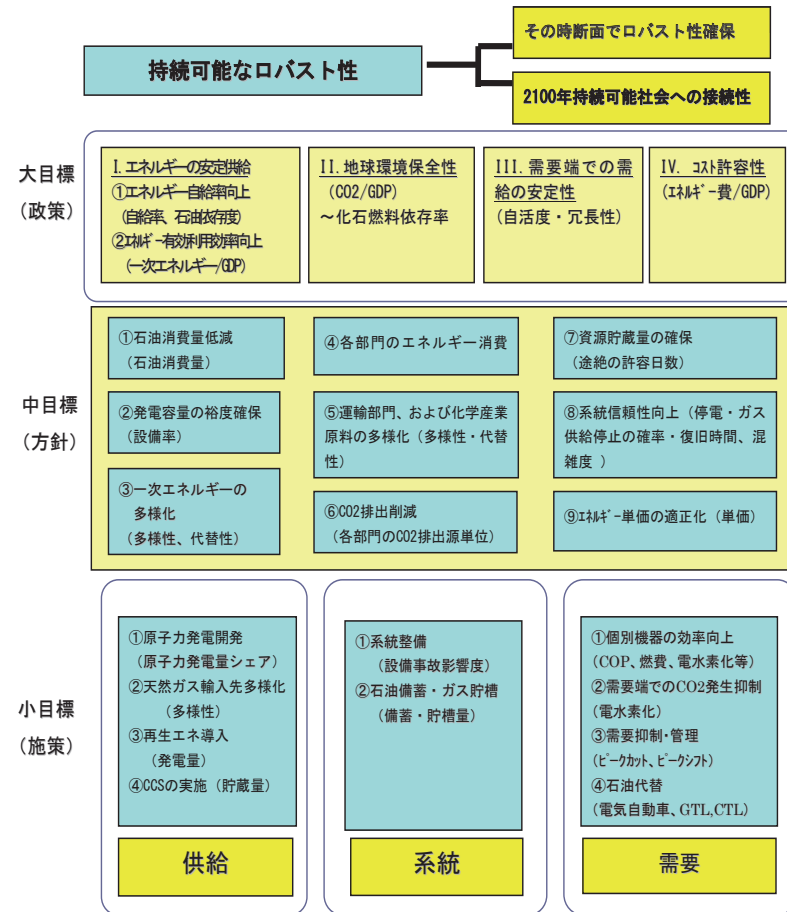 持続可能なロバスト性
その時断面でロバスト性確保
2100年持続可能社会への接続性
大目標
（政策）
I.エネルギーの安定供給
①エネルギー自給率向上
（自給率、石油依存度）
②エネルギー有効利用効率向上
（一次エネルギー/GDP）
II.地球環境保全性
（CO2/GDP）
～化石燃料依存率
III.需要端での需
給の安定性
（自活度・冗長性）
IV. コスト許容性
（エネルギー費/GDP）
中目標
（方針）
①石油消費量低減
（石油消費量）
②発電容量の裕度確保
（設備率）
③一次エネルギーの
多様化
（多様性、代替性）
④各部門のエネルギー消費
⑤運輸部門、および化学産業
原料の多様化（多様性・代替
性）
⑥CO2排出削減
（各部門のCO2排出源単位）
⑦資源貯蔵量の確保
（途絶の許容日数）
⑧系統信頼性向上（停電・ガス
供給停止の確率・復旧時間、混
雑度 ）
⑨エネルギー単価の適正化（単価）
小目標
（施策）
①原子力発電開発
（原子力発電量シェア）
②天然ガス輸入先多様化
（多様性）
③再生エネ導入
（発電量）
④CCSの実施（貯蔵量）
供給
①系統整備
（設備事故影響度）
②石油備蓄・ガス貯槽
（備蓄・貯槽量）
系統
①個別機器の効率向上
（COP、燃費、電水素化等）
②需要端でのCO2発生抑制
（電水素化）
③需要抑制・管理
（ピークカット、ピークシフト）
④石油代替
（電気自動車、GTL,CTL）
需要